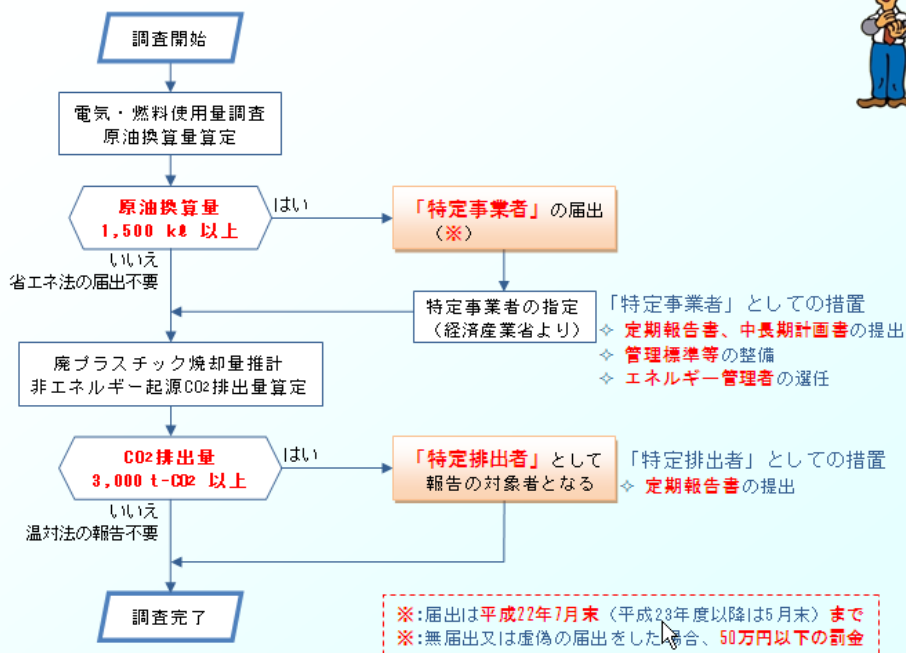 調査開始
電気・燃料使用量調査
原油換算量算定
原油換算量
1,500 kℓ 以上
はい
「特定事業者」の届出
(※)
いいえ
省エネ法の届出不要
特定事業者の指定
(経済産業省より)
「特定事業者」としての措置
✧ 定期報告書、中長期計画書の提出
✧ 管理標準等の整備
✧ エネルギー管理者の選任
廃プラスチック焼却量推計
非エネルギー起源CO2排出量算定
CO2排出量
3,000 t-CO2 以上
はい
「特定排出者」として
報告の対象者となる
「特定排出者」としての措置
✧ 定期報告書の提出
いいえ
温対法の報告不要
調査完了
※:届出は平成22年7月末（平成23年度以降は5月末）まで
※:無届出又は虚偽の届出をした場合、50万円以下の罰金